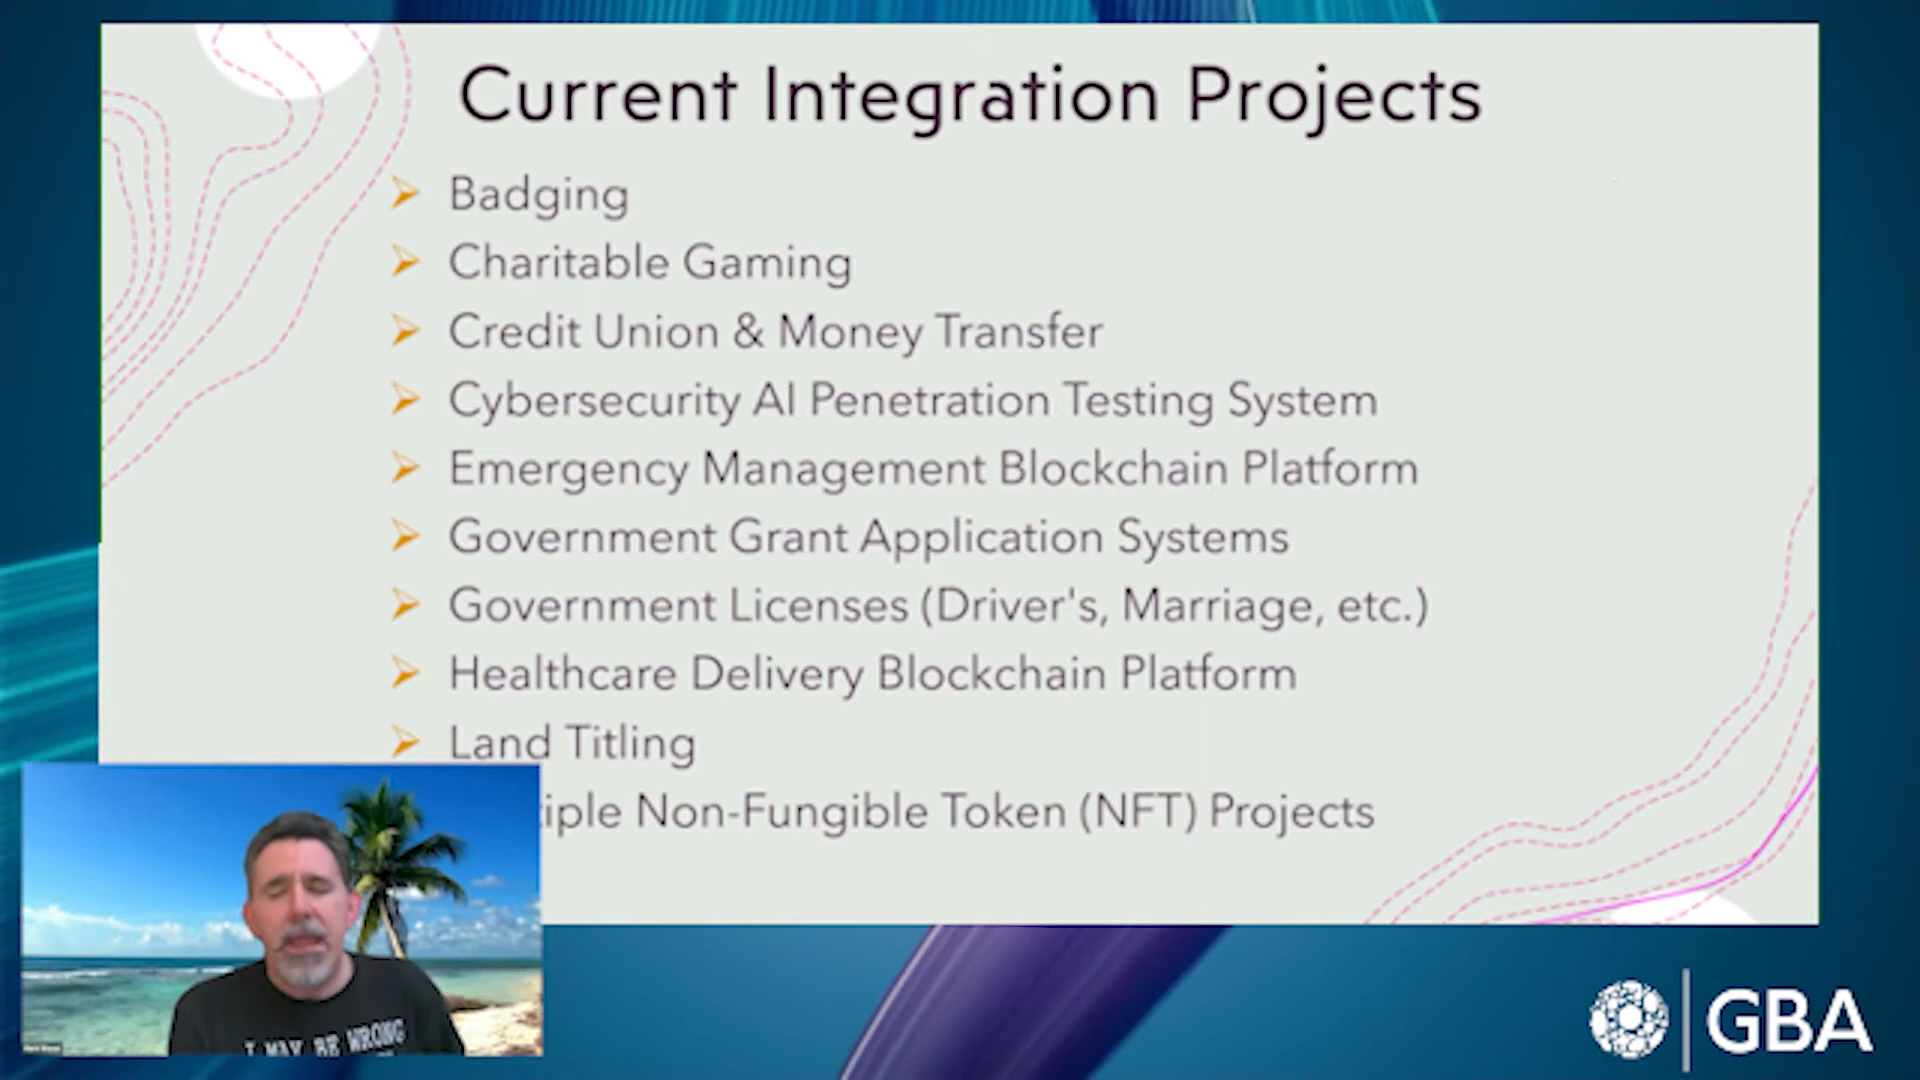 Current Integration Projects
Badging
Charitable Gaming
Credit Union & Money Transfer
Cybersecurity AI Penetration Testing System
Emergency Management Blockchain Platform
Government Grant Application Systems
Government Licenses (Driver's, Marriage, etc.)
Healthcare Delivery Blockchain Platform
Land Titling
iple Non-Fungible Token (NFT) Projects
I MAY BE WRONG
GBA